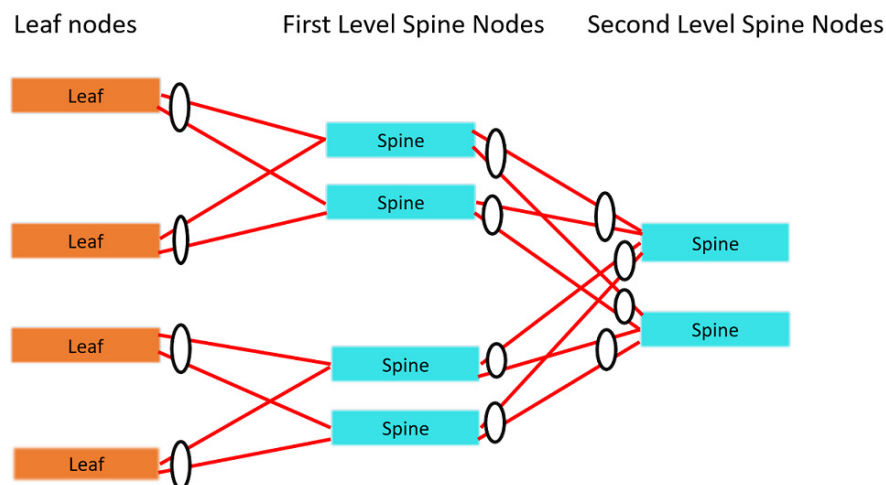 Leaf nodes
First Level Spine Nodes
Second Level Spine Nodes
Leaf
Spine
Spine
Leaf
Spine
Leaf
Spine
Spine
Spine
Leaf